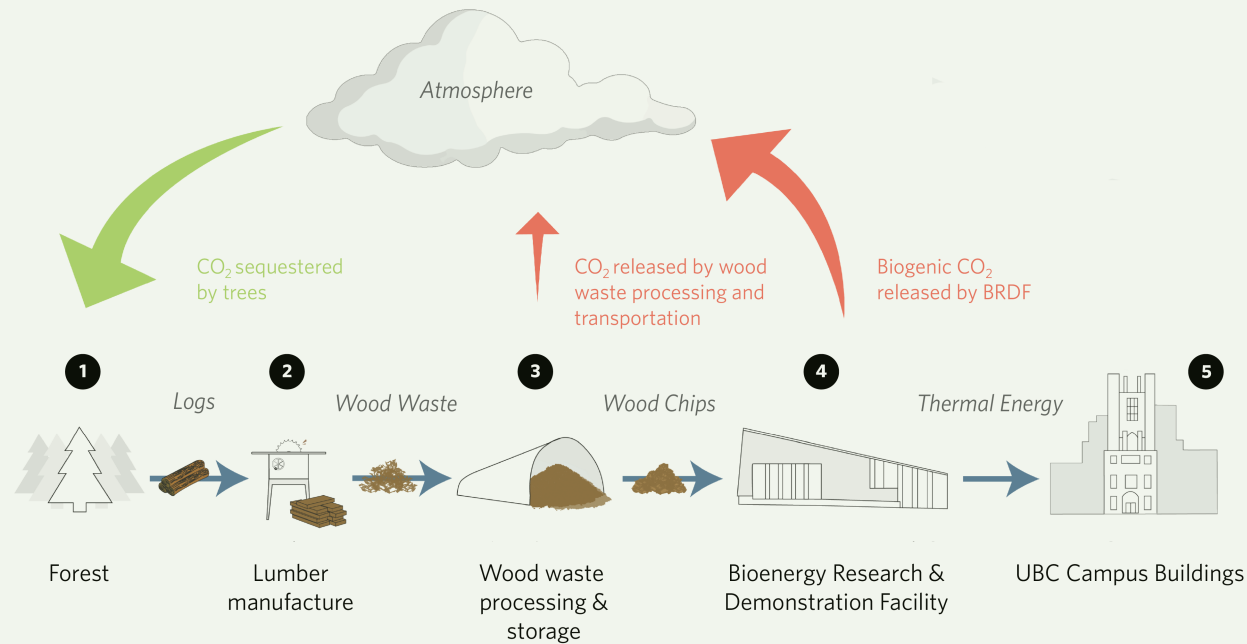 Atmosphere
CO₂ sequestered
by trees
CO₂ released by wood
waste processing and
transportation
Biogenic CO₂
released by BRDF
1
2
3
4
5
Logs
Wood Waste
Wood Chips
Thermal Energy
Forest
Lumber
manufacture
Wood waste
processing &
storage
Bioenergy Research &
Demonstration Facility
UBC Campus Buildings